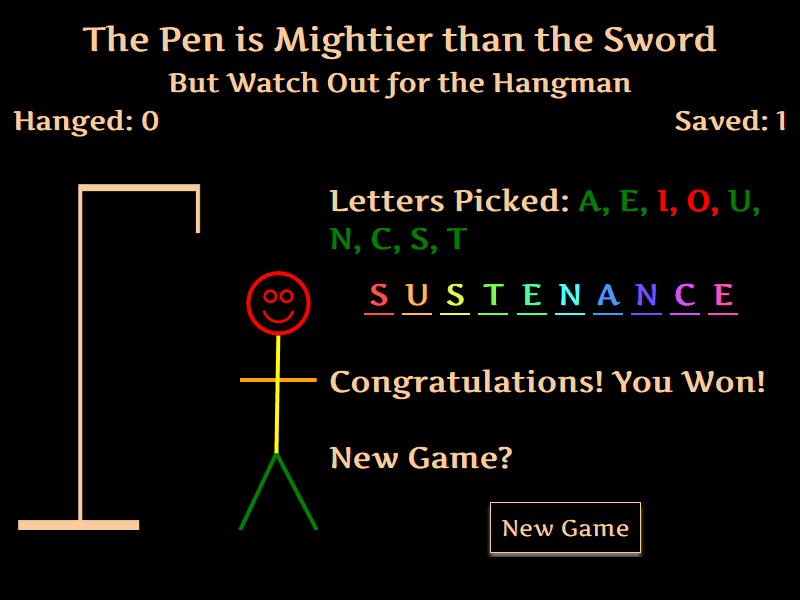 The Pen is Mightier than the Sword
But Watch Out for the Hangman
Hanged: 0
Saved: 1
Letters Picked: A, E, I, O, U,
N, C, S, T
S U S T E N A N C E
Congratulations! You Won!
New Game?
New Game